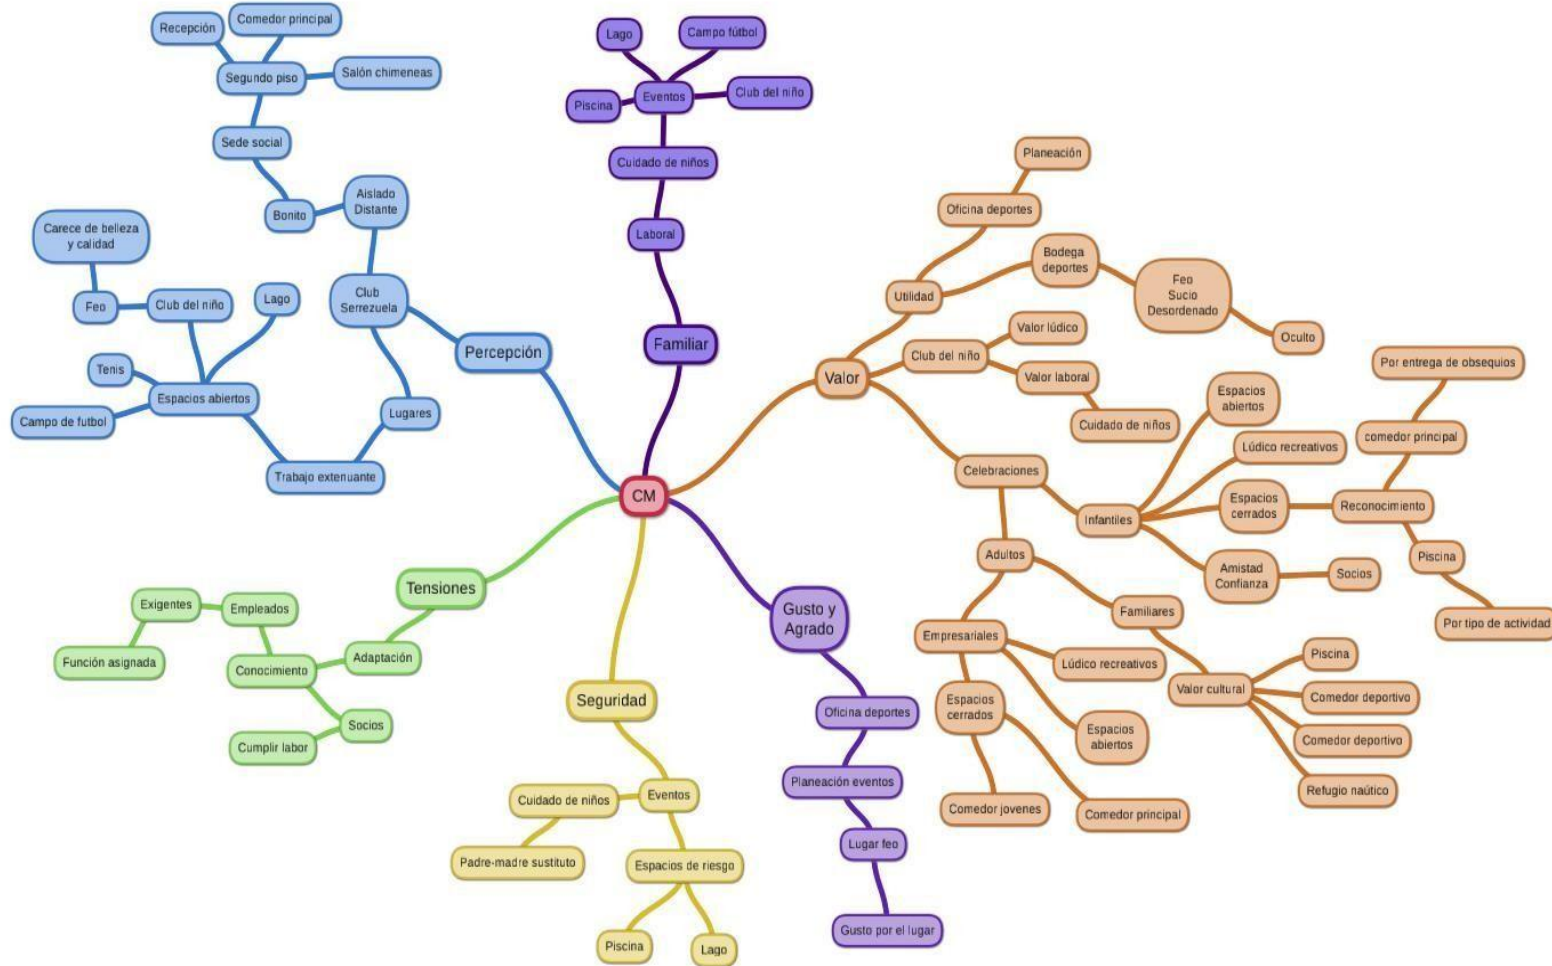 CM
Percepción
Club
Serrezuela
Aislado
Distante
Bonito
Sede social
Segundo piso
Recepción
Comedor principal
Salón chimeneas
Lugares
Trabajo extenuante
Espacios abiertos
Lago
Club del niño
Feo
Carece de belleza
y calidad
Tenis
Campo de futbol
Familiar
Laboral
Cuidado de niños
Eventos
Piscina
Lago
Campo fútbol
Club del niño
Valor
Utilidad
Oficina deportes
Planeación
Bodega
deportes
Feo
Sucio
Desordenado
Oculto
Club del niño
Valor lúdico
Valor laboral
Cuidado de niños
Celebraciones
Infantiles
Espacios
abiertos
Lúdico recreativos
Espacios
cerrados
Reconocimiento
comedor principal
Por entrega de obsequios
Piscina
Por tipo de actividad
Amistad
Confianza
Socios
Adultos
Familiares
Valor cultural
Piscina
Comedor deportivo
Comedor deportivo
Refugio naútico
Empresariales
Lúdico recreativos
Espacios
abiertos
Espacios
cerrados
Comedor jovenes
Comedor principal
Gusto y
Agrado
Oficina deportes
Planeación eventos
Lugar feo
Gusto por el lugar
Seguridad
Eventos
Cuidado de niños
Padre-madre sustituto
Espacios de riesgo
Piscina
Lago
Tensiones
Adaptación
Conocimiento
Empleados
Exigentes
Función asignada
Socios
Cumplir labor